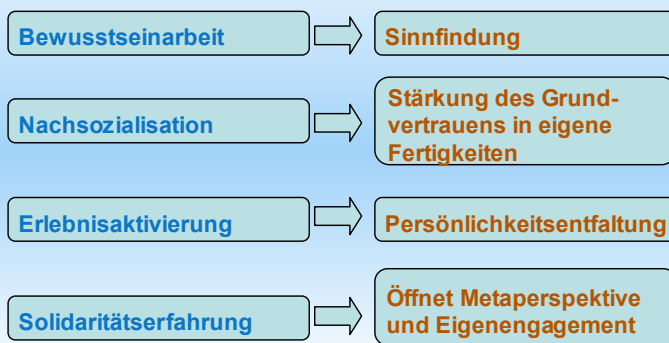 Bewusstseinarbeit
Sinnfindung
Nachsozialisation
Stärkung des Grund-
vertrauens in eigene
Fertigkeiten
Erlebnisaktivierung
Persönlichkeitsentfaltung
Solidaritätserfahrung
Öffnet Metaperspektive
und Eigenengagement